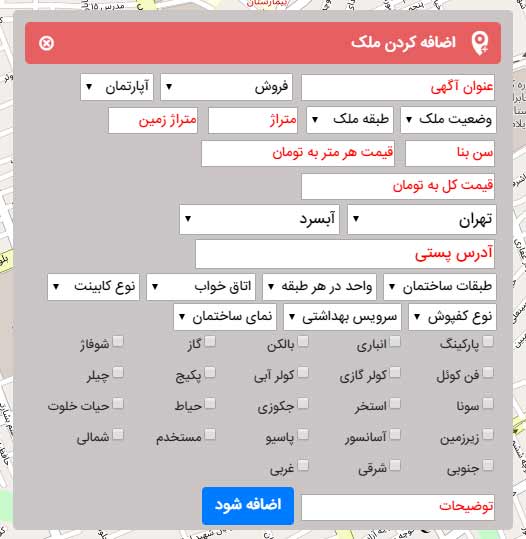 بیمارستان
مدرس ۱۵
اضافه کردن ملک
عنوان آگهی فروش آپارتمان
وضعیت ملک طبقه ملک متراژ متراژ زمین
سن بنا قیمت هر متر به تومان
قیمت کل به تومان
تهران آبسرد
آدرس پستی
طبقات ساختمان واحد در هر طبقه اتاق خواب نوع کابینت
نوع کفپوش سرویس بهداشتی نمای ساختمان
پارکینگ انباری بالکن گاز شوفاژ
فن کوئل کولر گازی کولر آبی پکیج چیلر
سونا استخر جکوزی حیاط حیات خلوت
زیرزمین آسانسور پاسیو مستخدم شمالی
جنوبی شرقی غربی
توضیحات اضافه شود